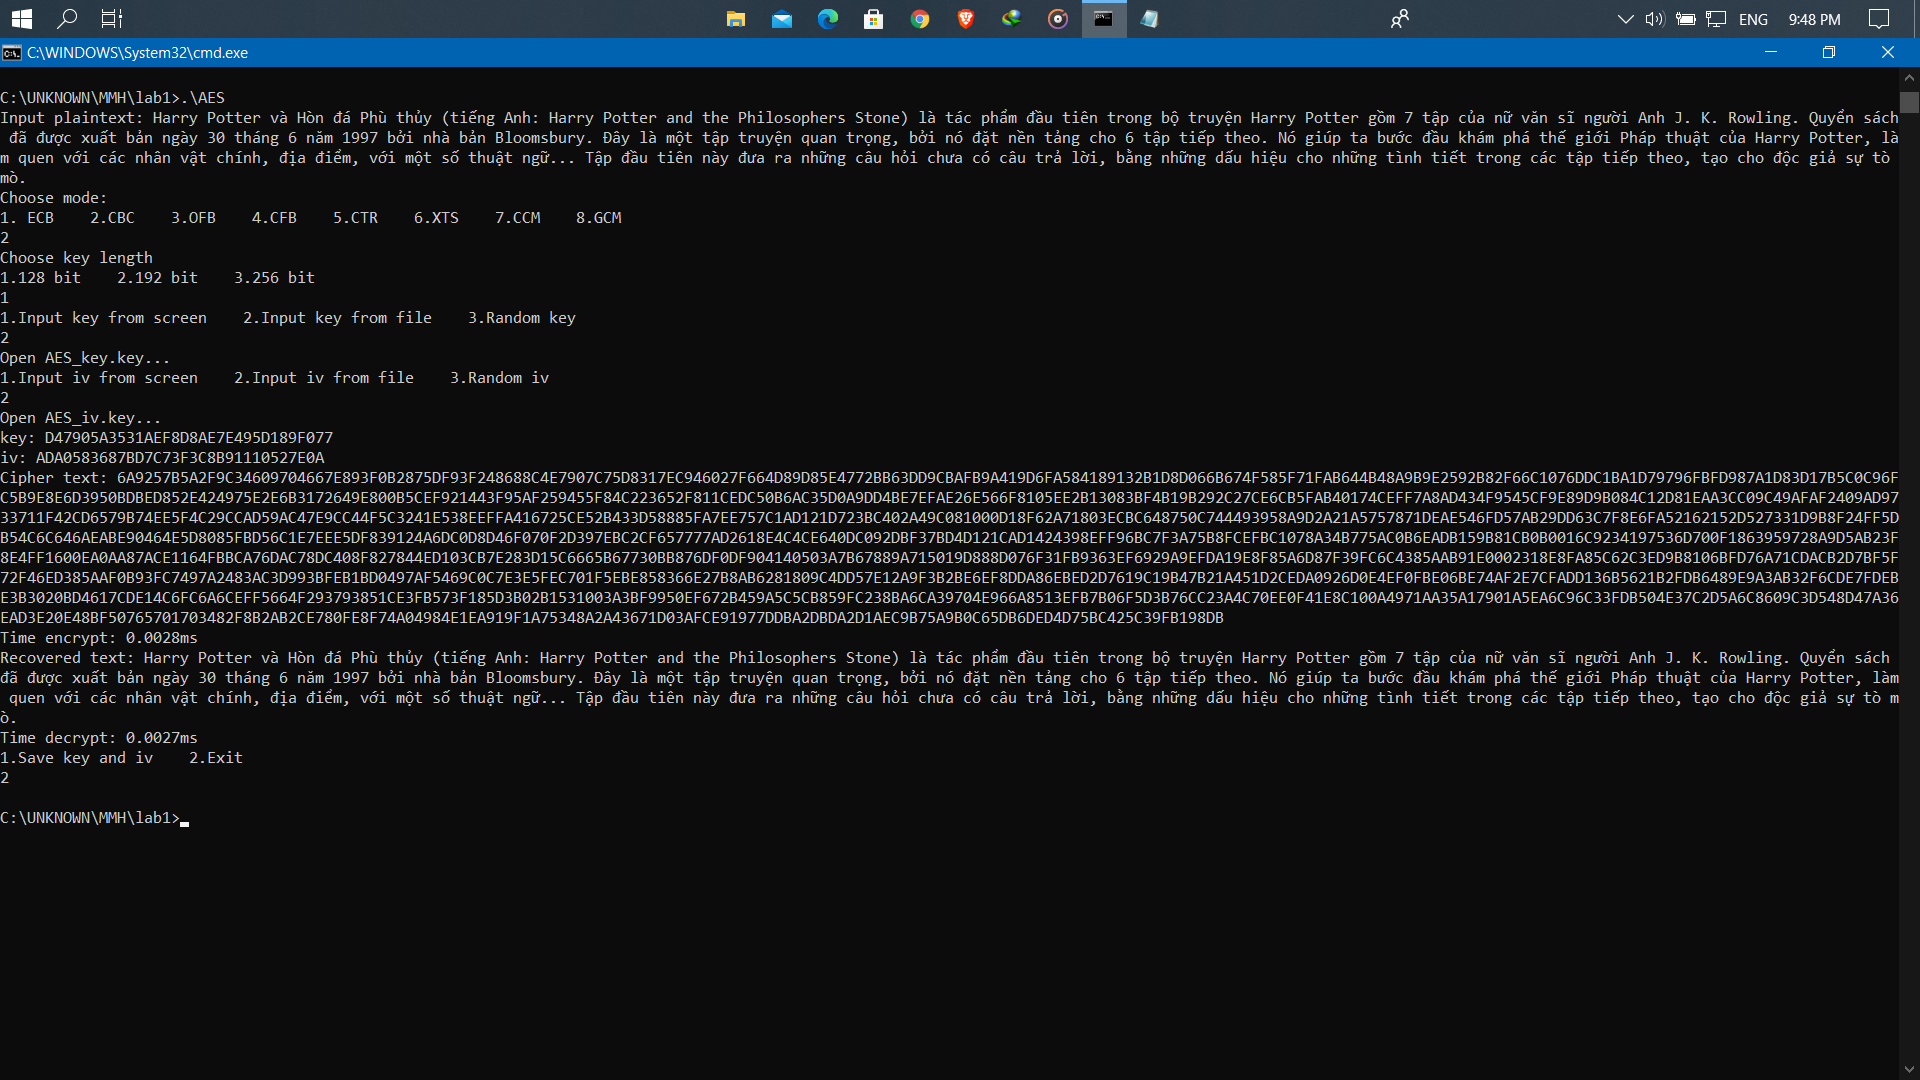 ENG
9:48 PM
C:\WINDOWS\System32\cmd.exe
C:\UNKNOWN\MMH\lab1>.\AES
Input plaintext: Harry Potter và Hòn đá Phù thủy (tiếng Anh: Harry Potter and the Philosophers Stone) là tác phẩm đầu tiên trong bộ truyện Harry Potter gồm 7 tập của nữ văn sĩ người Anh J. K. Rowling. Quyển sách
đã được xuất bản ngày 30 tháng 6 năm 1997 bởi nhà bản Bloomsbury. Đây là một tập truyện quan trọng, bởi nó đặt nền tảng cho 6 tập tiếp theo. Nó giúp ta bước đầu khám phá thế giới Pháp thuật của Harry Potter, là
m quen với các nhân vật chính, địa điểm, với một số thuật ngữ... Tập đầu tiên này đưa ra những câu hỏi chưa có câu trả lời, bằng những dấu hiệu cho những tình tiết trong các tập tiếp theo, tạo cho độc giả sự tò
mò.
Choose mode:
1. ECB    2.CBC    3.OFB    4.CFB    5.CTR    6.XTS    7.CCM    8.GCM
2
Choose key length
1.128 bit    2.192 bit    3.256 bit
1
1.Input key from screen    2.Input key from file    3.Random key
2
Open AES_key.key...
1.Input iv from screen    2.Input iv from file    3.Random iv
2
Open AES_iv.key...
key: D47905A3531AEF8D8AE7E495D189F077
iv: ADA0583687BD7C73F3C8B91110527E0A
Cipher text: 6A9257B5A2F9C34609704667E893F0B2875DF93F248688C4E7907C75D8317EC946027F664D89D85E4772BB63DD9CBAFB9A419D6FA584189132B1D8D066B674F585F71FAB644B48A9B9E2592B82F66C1076DDC1BA1D79796FBFD987A1D83D17B5C0C96F
C5B9E8E6D3950BDBED852E424975E2E6B3172649E800B5CEF921443F95AF259455F84C223652F811CEDC50B6AC35D0A9DD4BE7EFAE26E566F8105EE2B13083BF4B19B292C27CE6CB5FAB40174CEFF7A8AD434F9545CF9E89D9B084C12D81EAA3CC09C49AFAF2409AD97
33711F42CD6579B74EE5F4C29CCAD59AC47E9CC44F5C3241E538EEFFA416725CE52B433D58885FA7EE757C1AD121D723BC402A49C081000D18F62A71803ECBC648750C744493958A9D2A21A5757871DEAE546FD57AB29DD63C7F8E6FA52162152D527331D9B8F24FF5D
B54C6C646AEABE90464E5D8085FBD56C1E7EEE5DF839124A6DC0D8D46F070F2D397EBC2CF657777AD2618E4C4CE640DC092DBF37BD4D121CAD1424398EFF96BC7F3A75B8FCEFBC1078A34B775AC0B6EADB159B81CB0B0016C9234197536D700F1863959728A9D5AB23F
8E4FF1600EA0AA87ACE1164FBBCA76DAC78DC408F827844ED103CB7E283D15C6665B67730BB876DF0DF904140503A7B67889A715019D888D076F31FB9363EF6929A9EFDA19E8F85A6D87F39FC6C4385AAB91E0002318E8FA85C62C3ED9B8106BFD76A71CDACB2D7BF5F
72F46ED385AAF0B93FC7497A2483AC3D993BFEB1BD0497AF5469C0C7E3E5FEC701F5EBE858366E27B8AB6281809C4DD57E12A9F3B2BE6EF8DDA86EBED2D7619C19B47B21A451D2CEDA0926D0E4EF0FBE06BE74AF2E7CFADD136B5621B2FDB6489E9A3AB32F6CDE7FDEB
E3B3020BD4617CDE14C6FC6A6CEFF5664F293793851CE3FB573F185D3B02B1531003A3BF9950EF672B459A5C5CB859FC238BA6CA39704E966A8513EFB7B06F5D3B76CC23A4C70EE0F41E8C100A4971AA35A17901A5EA6C96C33FDB504E37C2D5A6C8609C3D548D47A36
EAD3E20E48BF50765701703482F8B2AB2CE780FE8F74A04984E1EA919F1A75348A2A43671D03AFCE91977DDBA2DBDA2D1AEC9B75A9B0C65DB6DED4D75BC425C39FB198DB
Time encrypt: 0.0028ms
Recovered text: Harry Potter và Hòn đá Phù thủy (tiếng Anh: Harry Potter and the Philosophers Stone) là tác phẩm đầu tiên trong bộ truyện Harry Potter gồm 7 tập của nữ văn sĩ người Anh J. K. Rowling. Quyển sách
đã được xuất bản ngày 30 tháng 6 năm 1997 bởi nhà bản Bloomsbury. Đây là một tập truyện quan trọng, bởi nó đặt nền tảng cho 6 tập tiếp theo. Nó giúp ta bước đầu khám phá thế giới Pháp thuật của Harry Potter, làm
quen với các nhân vật chính, địa điểm, với một số thuật ngữ... Tập đầu tiên này đưa ra những câu hỏi chưa có câu trả lời, bằng những dấu hiệu cho những tình tiết trong các tập tiếp theo, tạo cho độc giả sự tò m
ò.
Time decrypt: 0.0027ms
1.Save key and iv    2.Exit
2
C:\UNKNOWN\MMH\lab1>